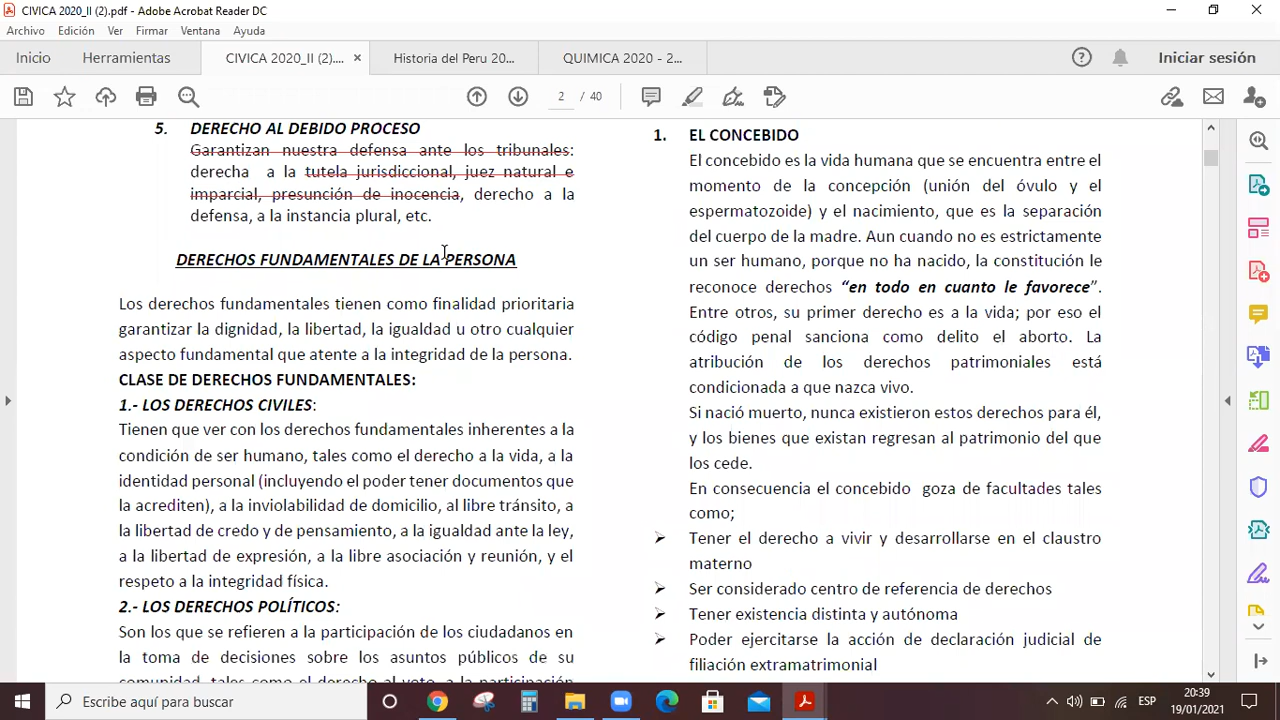 CIVICA 2020_II (2).pdf - Adobe Acrobat Reader DC
Archivo Edición Ver Firmar Ventana Ayuda
Inicio Herramientas CIVICA 2020_II (2).... × Historia del Peru 20... QUIMICA 2020 - 2... Iniciar sesión
2 / 40
5. DERECHO AL DEBIDO PROCESO
Garantizan nuestra defensa ante los tribunales:
derecha a la tutela jurisdiccional, juez natural e
imparcial, presunción de inocencia, derecho a la
defensa, a la instancia plural, etc.
DERECHOS FUNDAMENTALES DE LA PERSONA
Los derechos fundamentales tienen como finalidad prioritaria
garantizar la dignidad, la libertad, la igualdad u otro cualquier
aspecto fundamental que atente a la integridad de la persona.
CLASE DE DERECHOS FUNDAMENTALES:
1.- LOS DERECHOS CIVILES:
Tienen que ver con los derechos fundamentales inherentes a la
condición de ser humano, tales como el derecho a la vida, a la
identidad personal (incluyendo el poder tener documentos que
la acrediten), a la inviolabilidad de domicilio, al libre tránsito, a
la libertad de credo y de pensamiento, a la igualdad ante la ley,
a la libertad de expresión, a la libre asociación y reunión, y el
respeto a la integridad física.
2.- LOS DERECHOS POLÍTICOS:
Son los que se refieren a la participación de los ciudadanos en
la toma de decisiones sobre los asuntos públicos de su
comunidad, tales como el derecho al voto, a la participación
1. EL CONCEBIDO
El concebido es la vida humana que se encuentra entre el
momento de la concepción (unión del óvulo y el
espermatozoide) y el nacimiento, que es la separación
del cuerpo de la madre. Aun cuando no es estrictamente
un ser humano, porque no ha nacido, la constitución le
reconoce derechos “en todo en cuanto le favorece”.
Entre otros, su primer derecho es a la vida; por eso el
código penal sanciona como delito el aborto. La
atribución de los derechos patrimoniales está
condicionada a que nazca vivo.
Si nació muerto, nunca existieron estos derechos para él,
y los bienes que existan regresan al patrimonio del que
los cede.
En consecuencia el concebido goza de facultades tales
como;
➤ Tener el derecho a vivir y desarrollarse en el claustro
materno
➤ Ser considerado centro de referencia de derechos
➤ Tener existencia distinta y autónoma
➤ Poder ejercitarse la acción de declaración judicial de
filiación extramatrimonial
Escribe aquí para buscar
ESP
20:39
19/01/2021